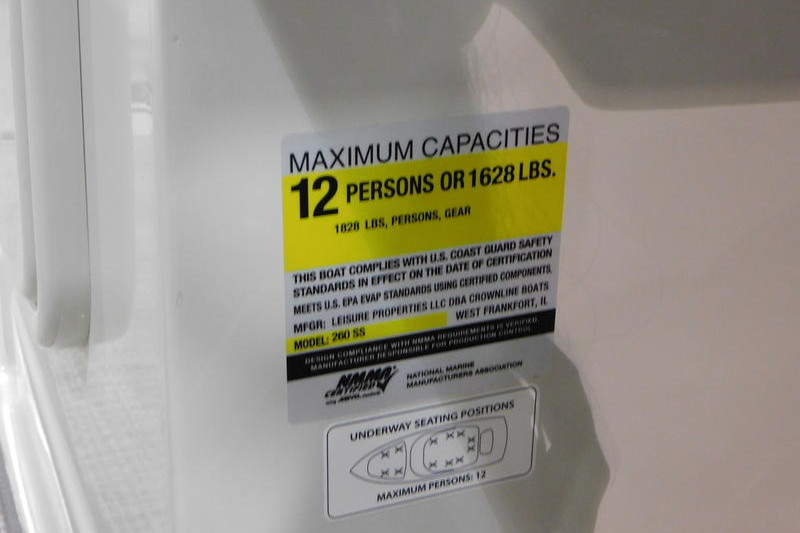 MAXIMUM CAPACITIES
12 PERSONS OR 1628 LBS.
1828 LBS, PERSONS, GEAR
THIS BOAT COMPLIES WITH U.S. COAST GUARD SAFETY
STANDARDS IN EFFECT ON THE DATE OF CERTIFICATION
MEETS U.S. EPA EVAP STANDARDS USING CERTIFIED COMPONENTS.
MFGR: LEISURE PROPERTIES LLC DBA CROWNLINE BOATS
WEST FRANKFORT, IL
MODEL: 260 SS
DESIGN COMPLIANCE WITH NMMA REQUIREMENTS IS VERIFIED.
MANUFACTURER RESPONSIBLE FOR PRODUCTION CONTROL.
NMMA
CERTIFIED
NATIONAL MARINE
MANUFACTURERS ASSOCIATION
UNDERWAY SEATING POSITIONS
MAXIMUM PERSONS: 12